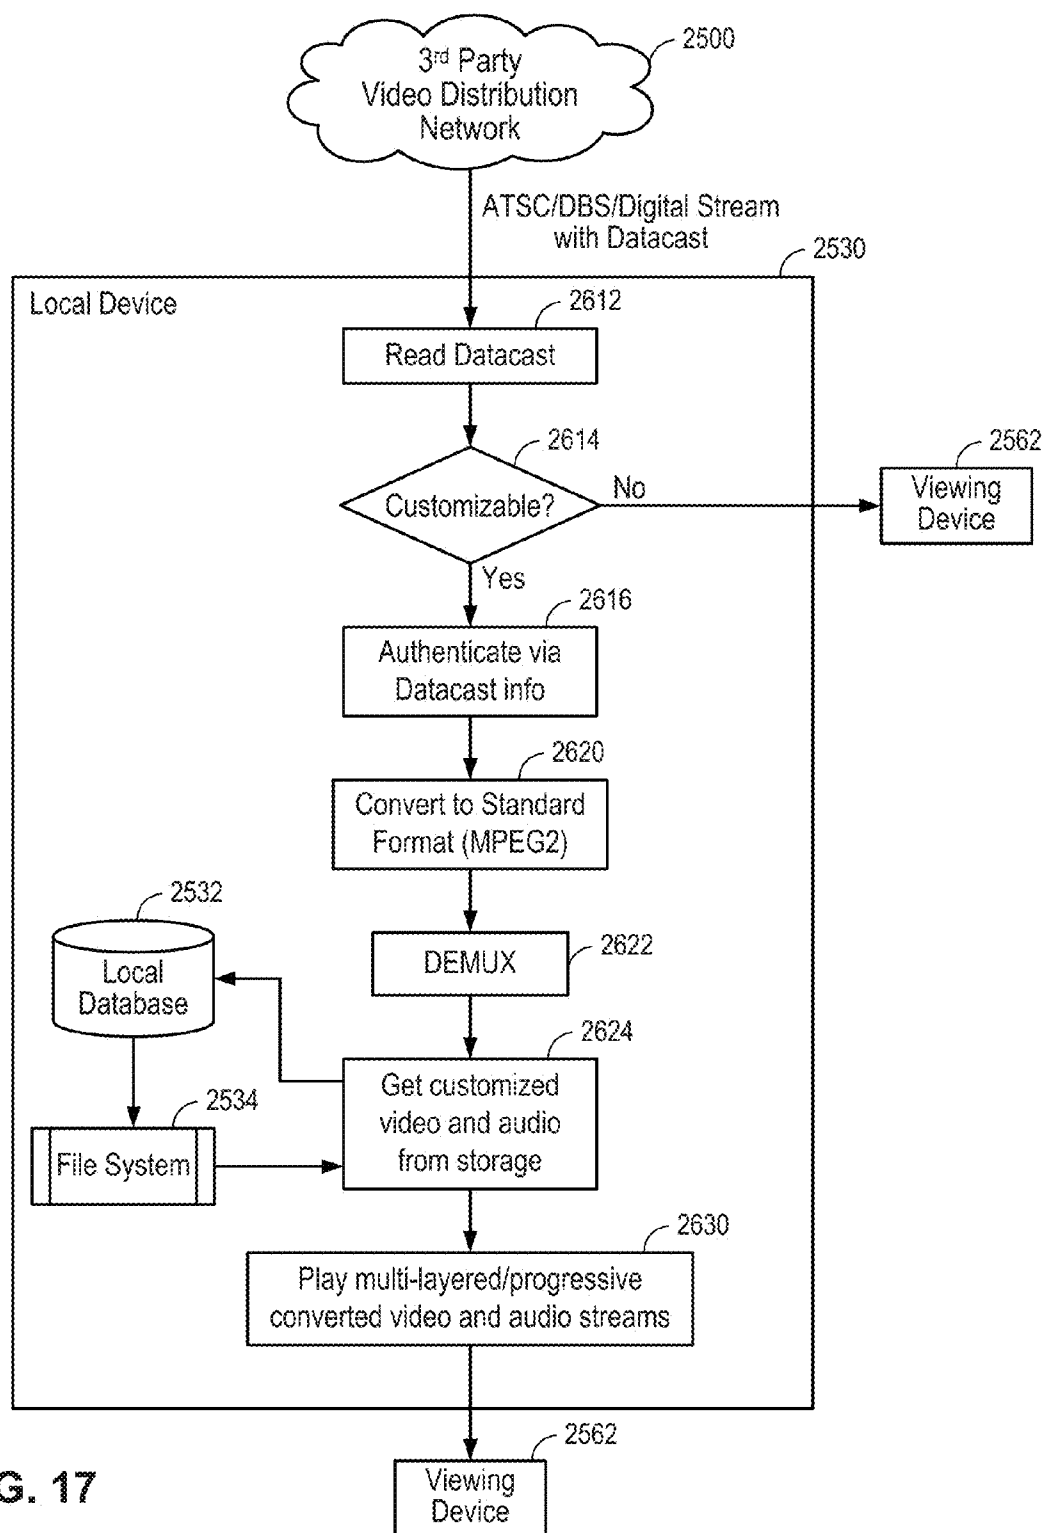 2500
3rd Party
Video Distribution
Network
ATSC/DBS/Digital Stream
with Datacast
2530
Local Device
2612
Read Datacast
2614
Customizable?
No
2562
Viewing
Device
Yes
2616
Authenticate via
Datacast info
2620
Convert to Standard
Format (MPEG2)
2532
Local
Database
2622
DEMUX
2624
Get customized
video and audio
from storage
2534
File System
2630
Play multi-layered/progressive
converted video and audio streams
2562
Viewing
Device
G. 17